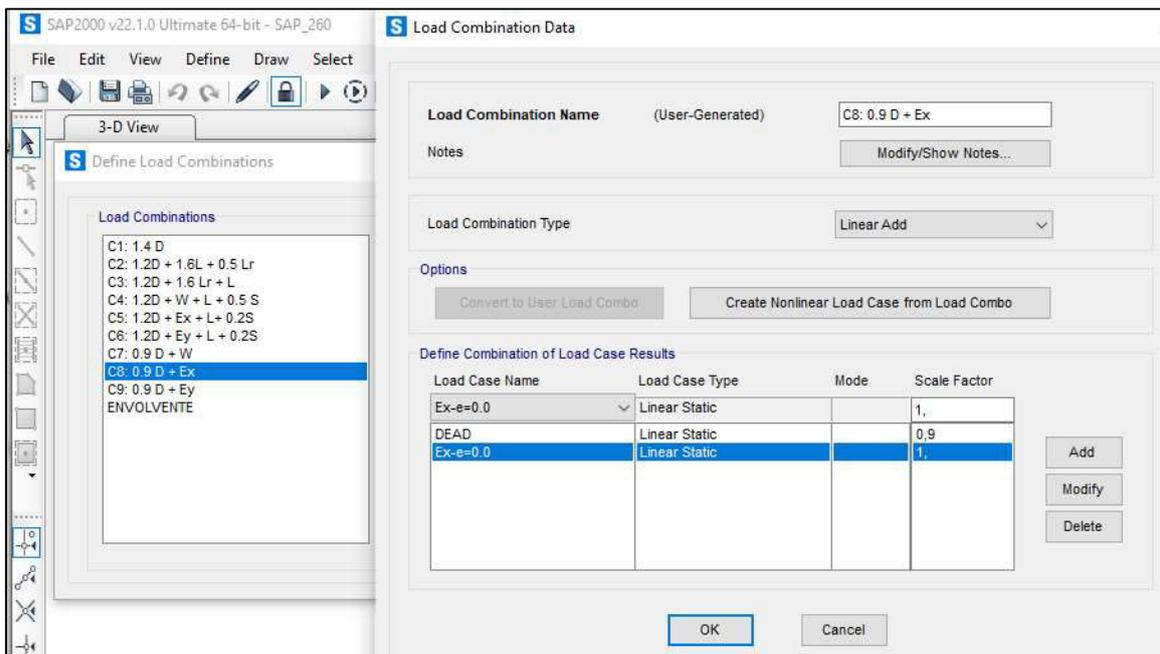 S SAP2000 v22.1.0 Ultimate 64-bit - SAP_260
File Edit View Define Draw Select
3-D View
S Define Load Combinations
Load Combinations
C1: 1.4 D
C2: 1.2D + 1.6L + 0.5 Lr
C3: 1.2D + 1.6 Lr + L
C4: 1.2D + W + L + 0.5 S
C5: 1.2D + Ex + L+ 0.2S
C6: 1.2D + Ey + L + 0.2S
C7: 0.9 D + W
C8: 0.9 D + Ex
C9: 0.9 D + Ey
ENVOLVENTE
S Load Combination Data
Load Combination Name (User-Generated) C8: 0.9 D + Ex
Notes Modify/Show Notes...
Load Combination Type Linear Add
Options
Convert to User Load Combo Create Nonlinear Load Case from Load Combo
Define Combination of Load Case Results
Load Case Name Load Case Type Mode Scale Factor
Ex-e=0.0 Linear Static 1,
DEAD Linear Static 0,9
Ex-e=0.0 Linear Static 1,
Add
Modify
Delete
OK Cancel